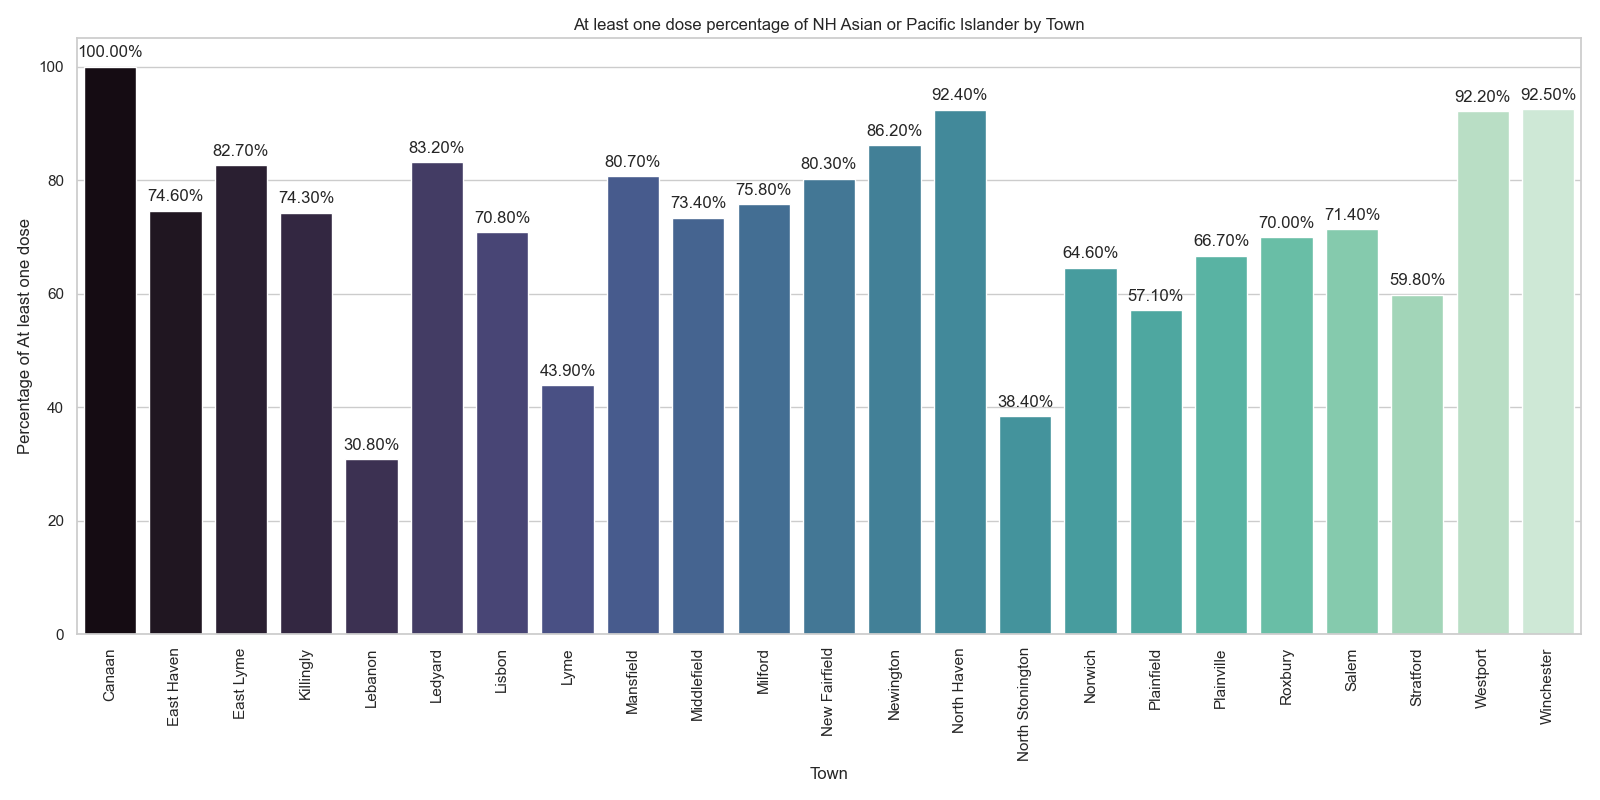 At least one dose percentage of NH Asian or Pacific Islander by Town
Percentage of At least one dose
100
80
60
40
20
0
100.00%
74.60%
82.70%
74.30%
30.80%
83.20%
70.80%
43.90%
80.70%
73.40%
75.80%
80.30%
86.20%
92.40%
38.40%
64.60%
57.10%
66.70%
70.00%
71.40%
59.80%
92.20%
92.50%
Canaan
East Haven
East Lyme
Killingly
Lebanon
Ledyard
Lisbon
Lyme
Mansfield
Middlefield
Milford
New Fairfield
Newington
North Haven
North Stonington
Norwich
Plainfield
Plainville
Roxbury
Salem
Stratford
Westport
Winchester
Town